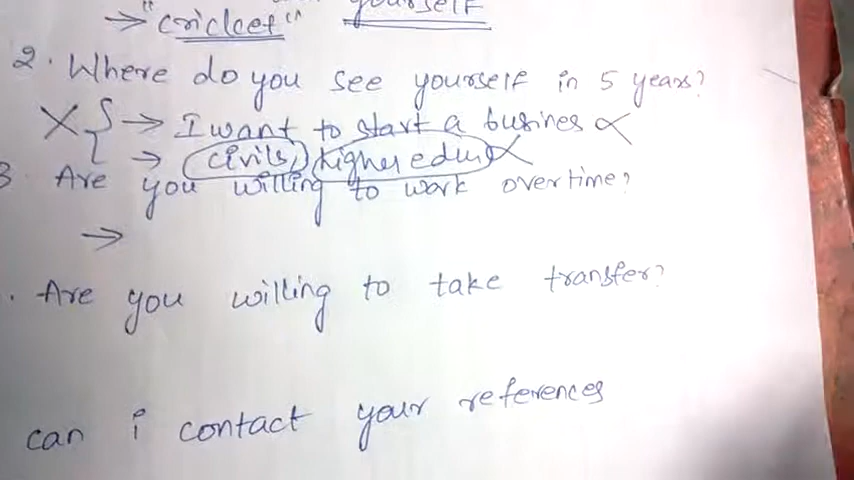 → "cricket" yourself
2. Where do you see yourself in 5 years?
X { → I want to start a busines X
→ (civils,) (higher edun) X
3 Are you willing to work overtime?
→
. Are you willing to take transfer?
can i contact your references